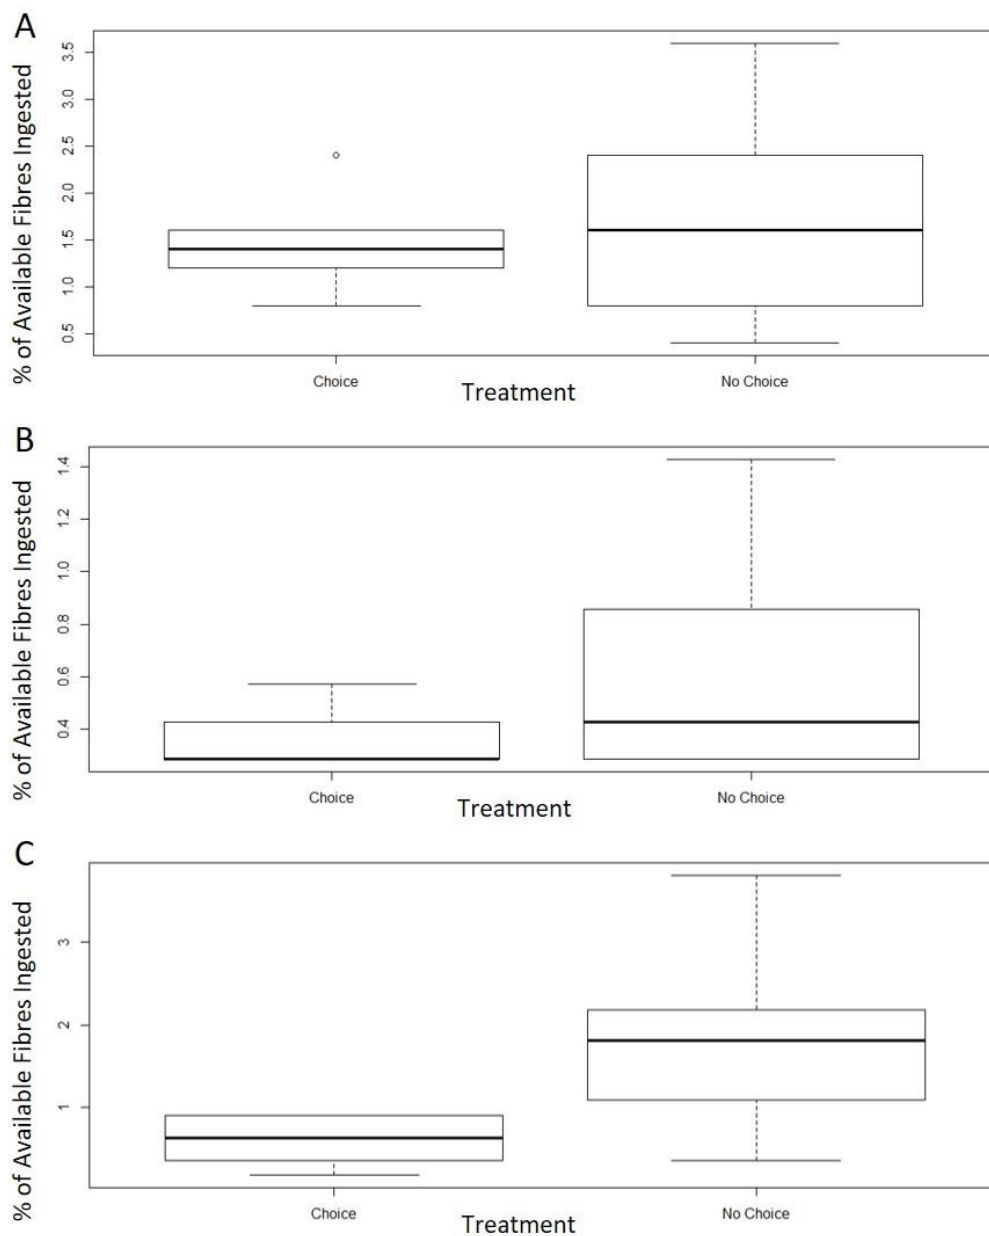 A
% of Available Fibres Ingested
3.5
3.0
2.5
2.0
1.5
1.0
0.5
Choice
No Choice
Treatment
B
% of Available Fibres Ingested
1.4
1.2
1.0
0.8
0.6
0.4
Choice
No Choice
Treatment
C
% of Available Fibres Ingested
3
2
1
Choice
No Choice
Treatment